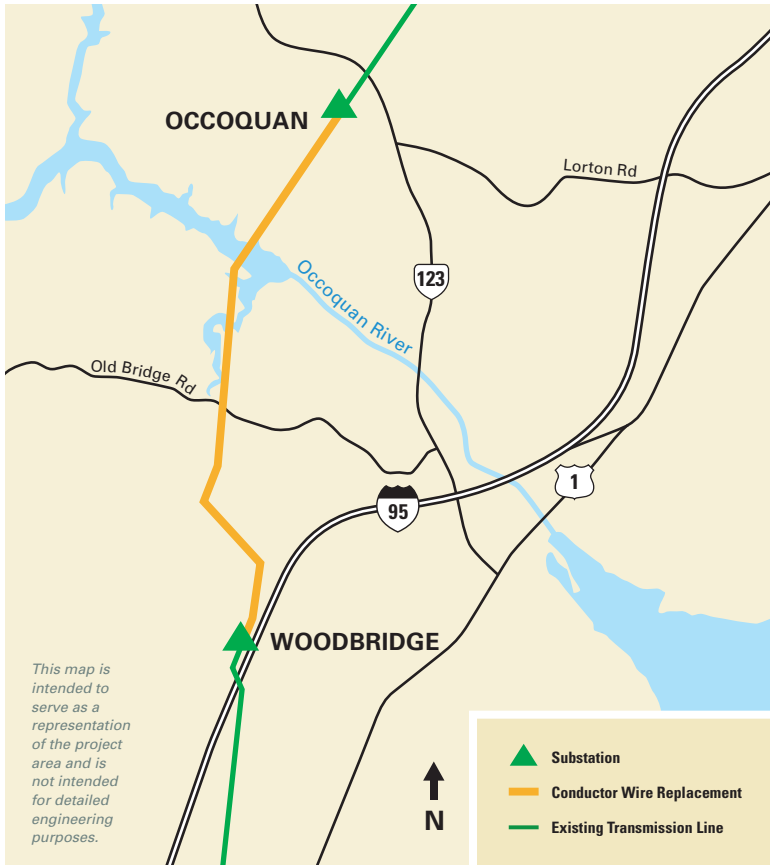 OCCOQUAN
Lorton Rd
123
Occoquan River
Old Bridge Rd
1
95
WOODBRIDGE
This map is
intended to
serve as a
representation
of the project
area and is
not intended
for detailed
engineering
purposes.
N
Substation
Conductor Wire Replacement
Existing Transmission Line